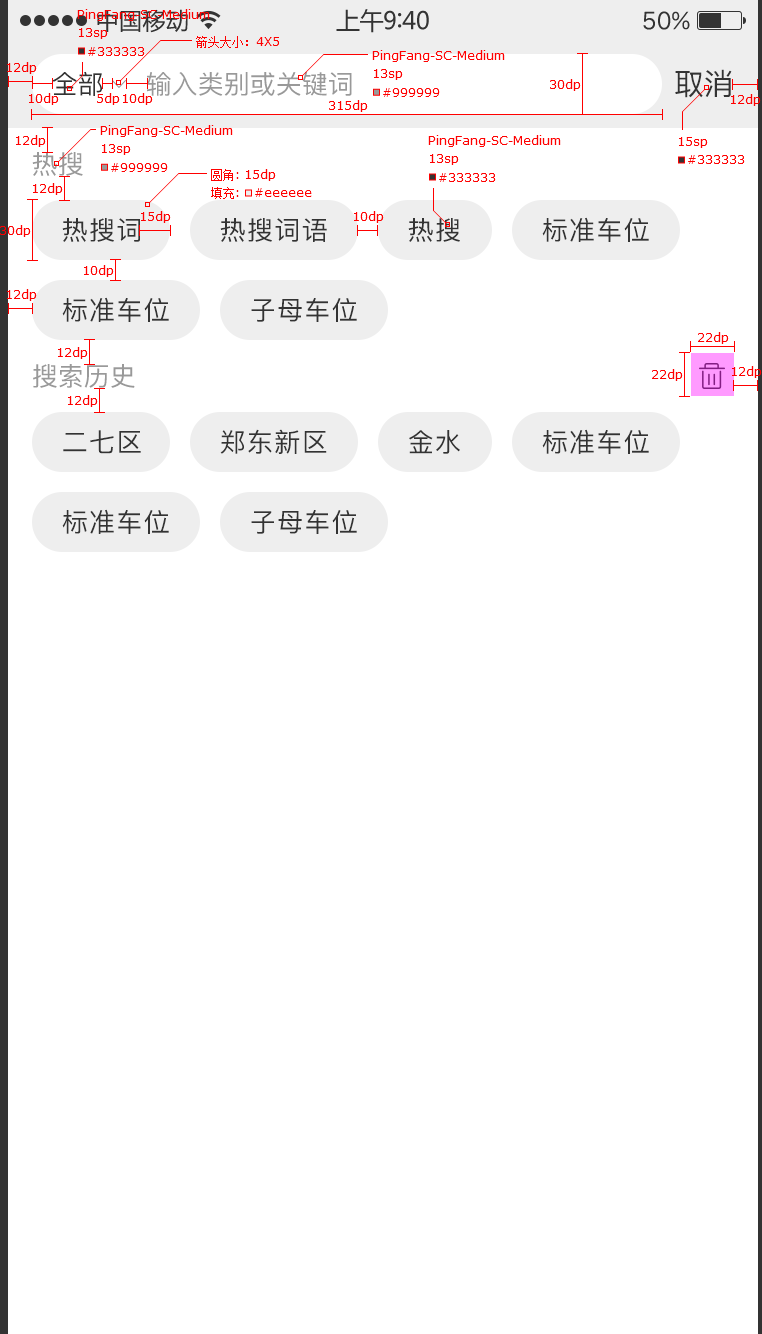 PingFang-SC-Medium
中国移动 上午9:40 50%
13sp
#333333
箭头大小：4X5
PingFang-SC-Medium
13sp
#999999
12dp
全部 输入类别或关键词 30dp 取消
10dp 5dp 10dp 12dp
315dp
PingFang-SC-Medium
13sp
#999999
12dp
PingFang-SC-Medium
13sp
#333333
15sp
#333333
热搜
圆角：15dp
填充：#eeeeee
12dp
15dp 10dp
30dp
热搜词 热搜词语 热搜 标准车位
10dp
12dp
标准车位 子母车位
22dp
12dp
搜索历史 22dp 12dp
12dp
二七区 郑东新区 金水 标准车位
标准车位 子母车位